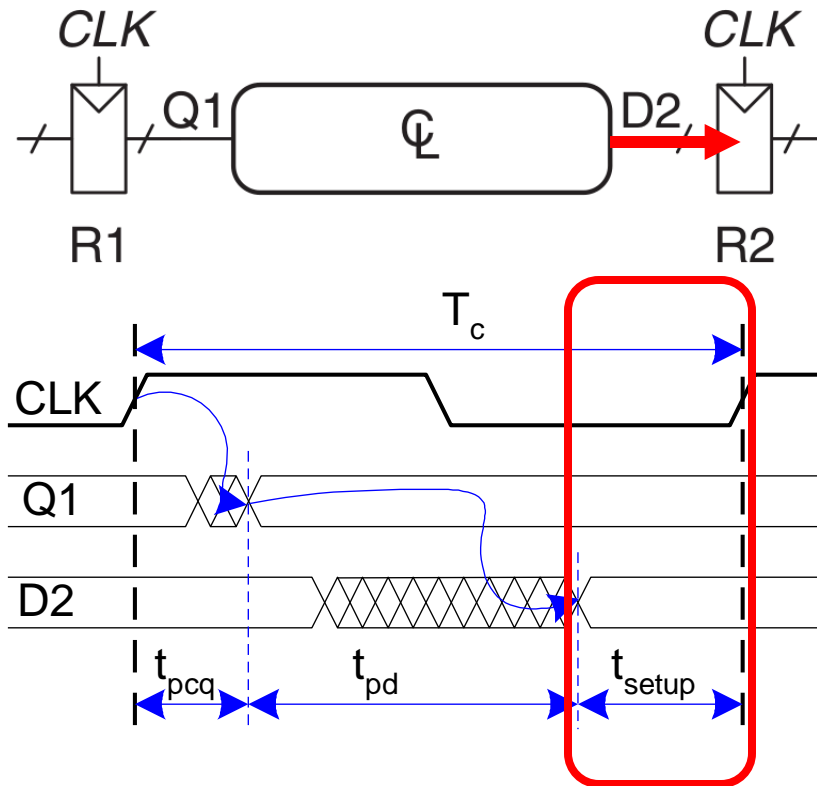 CLK CLK
Q1 CL D2
R1 R2
Tc
CLK
Q1
D2
tpcq tpd tsetup